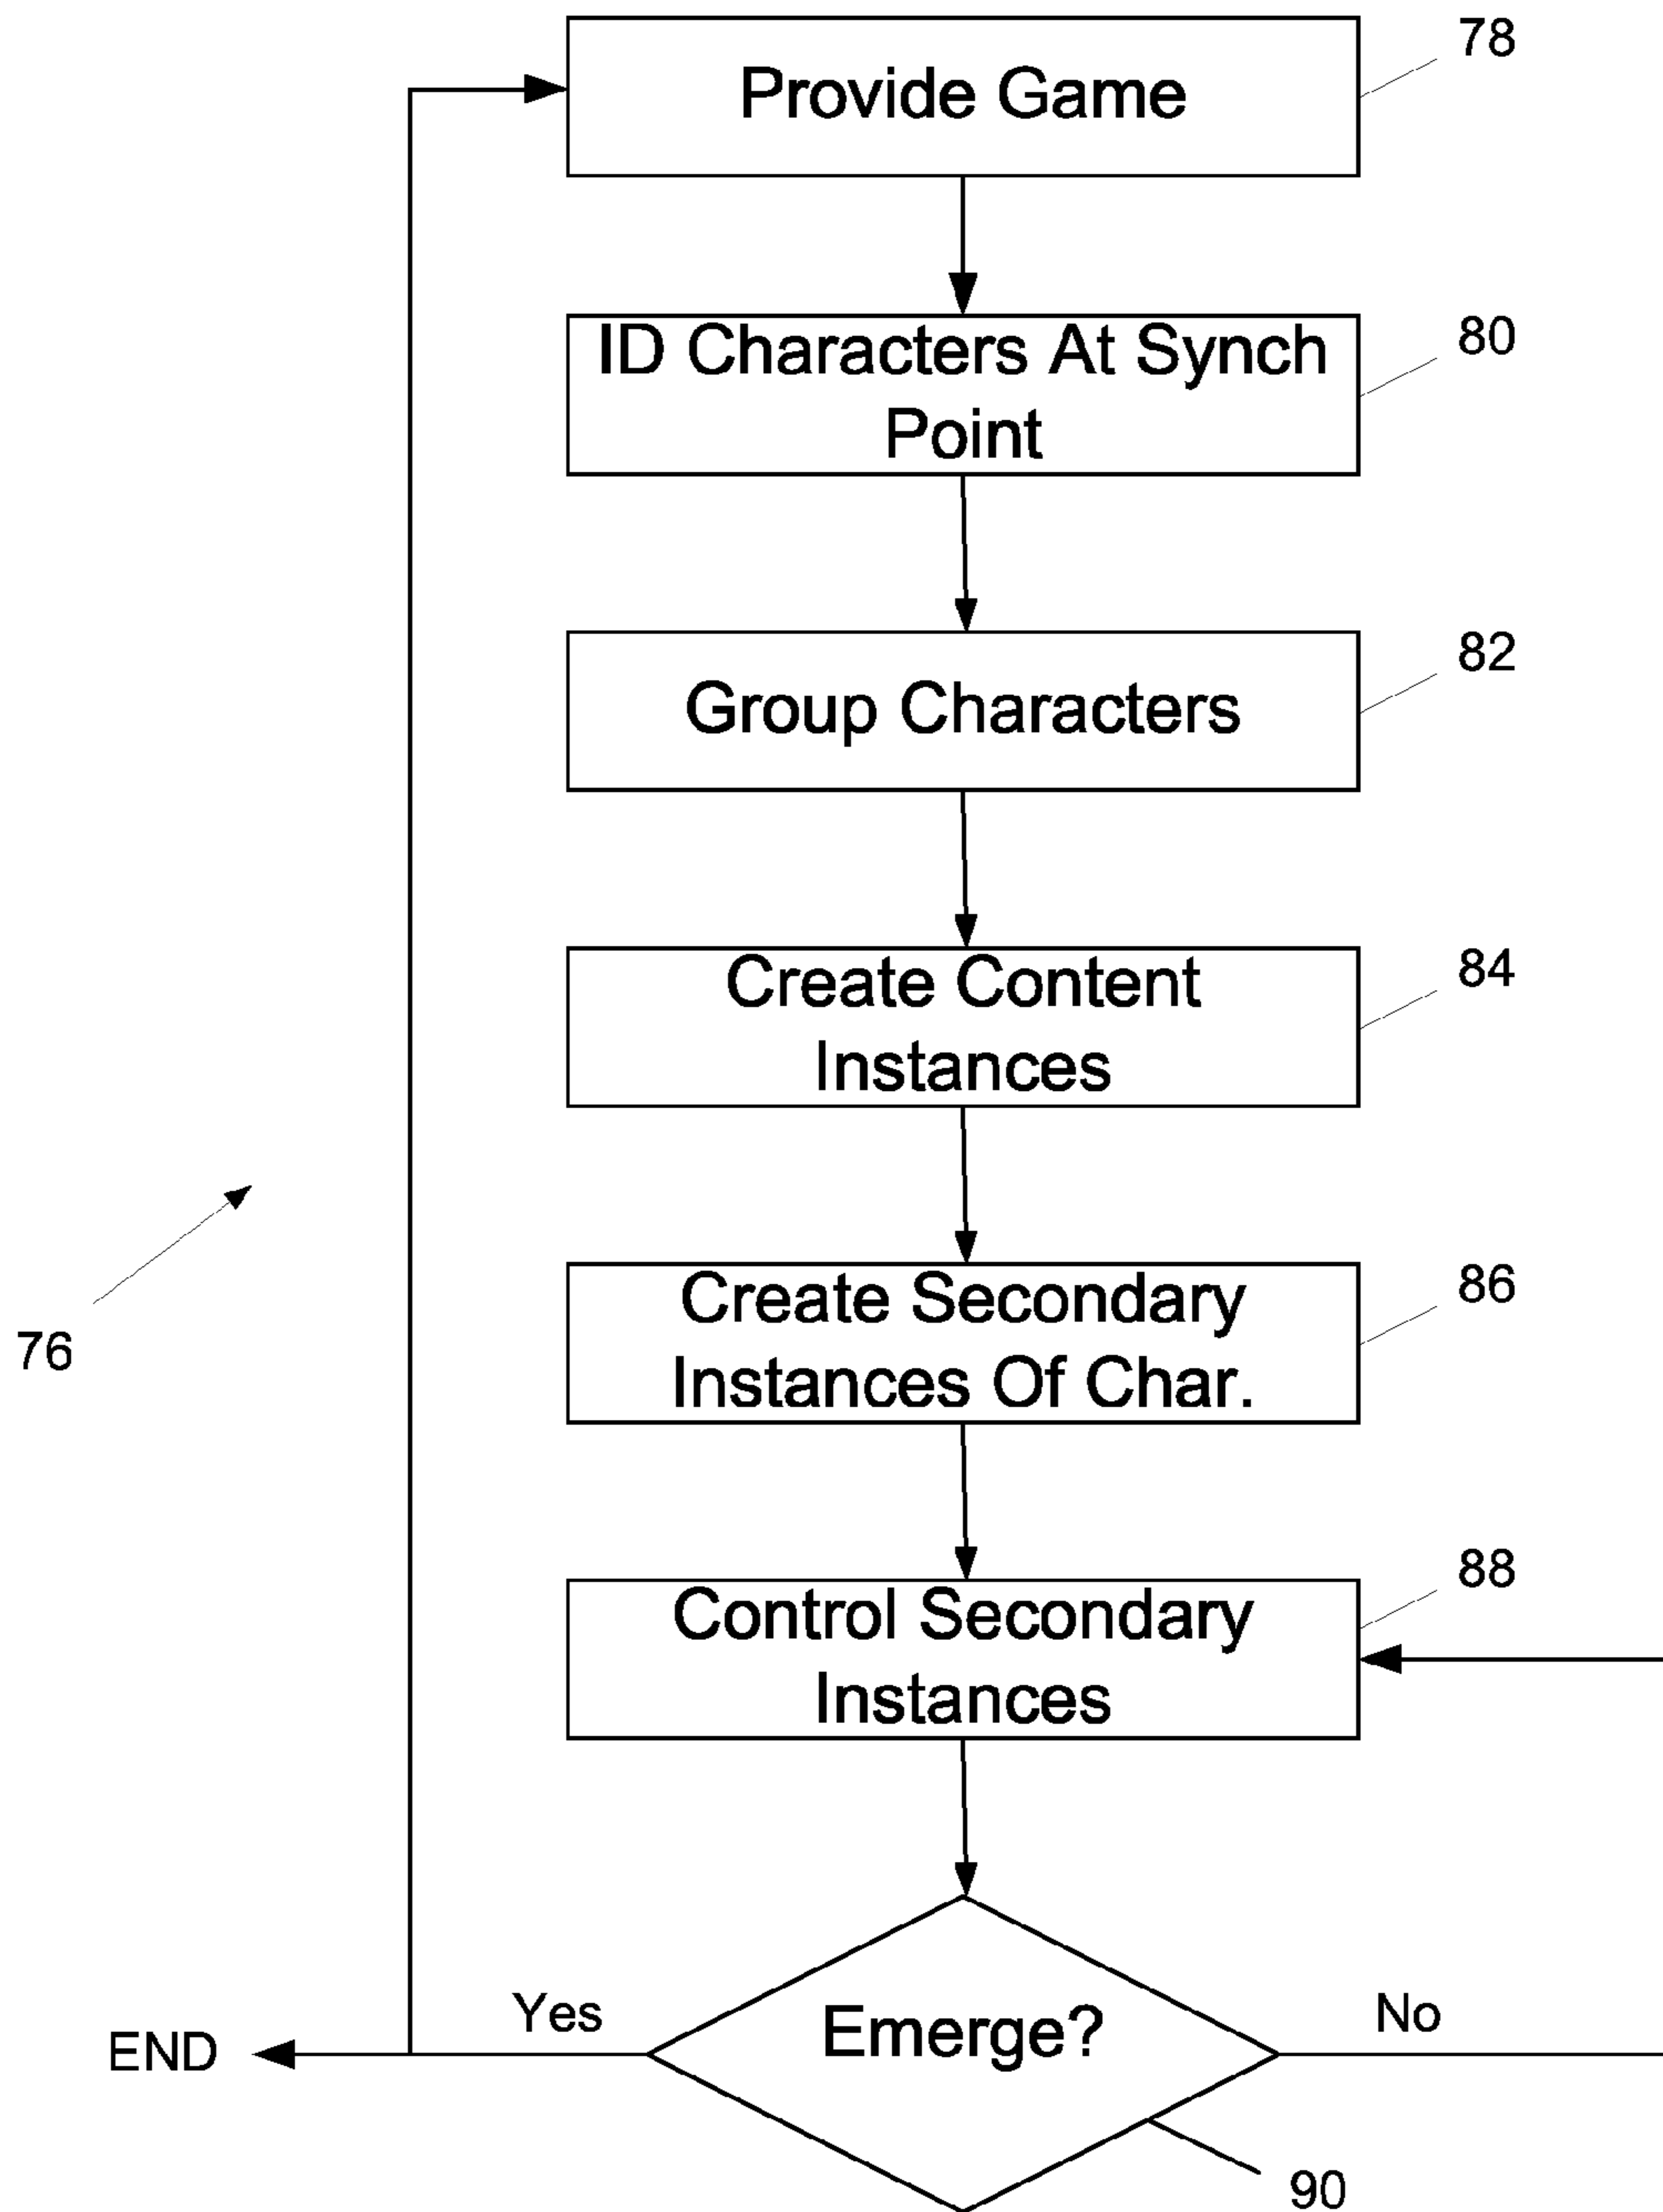 Provide Game
78
ID Characters At Synch
Point
80
Group Characters
82
Create Content
Instances
84
Create Secondary
Instances Of Char.
86
76
Control Secondary
Instances
88
Yes
Emerge?
No
END
90